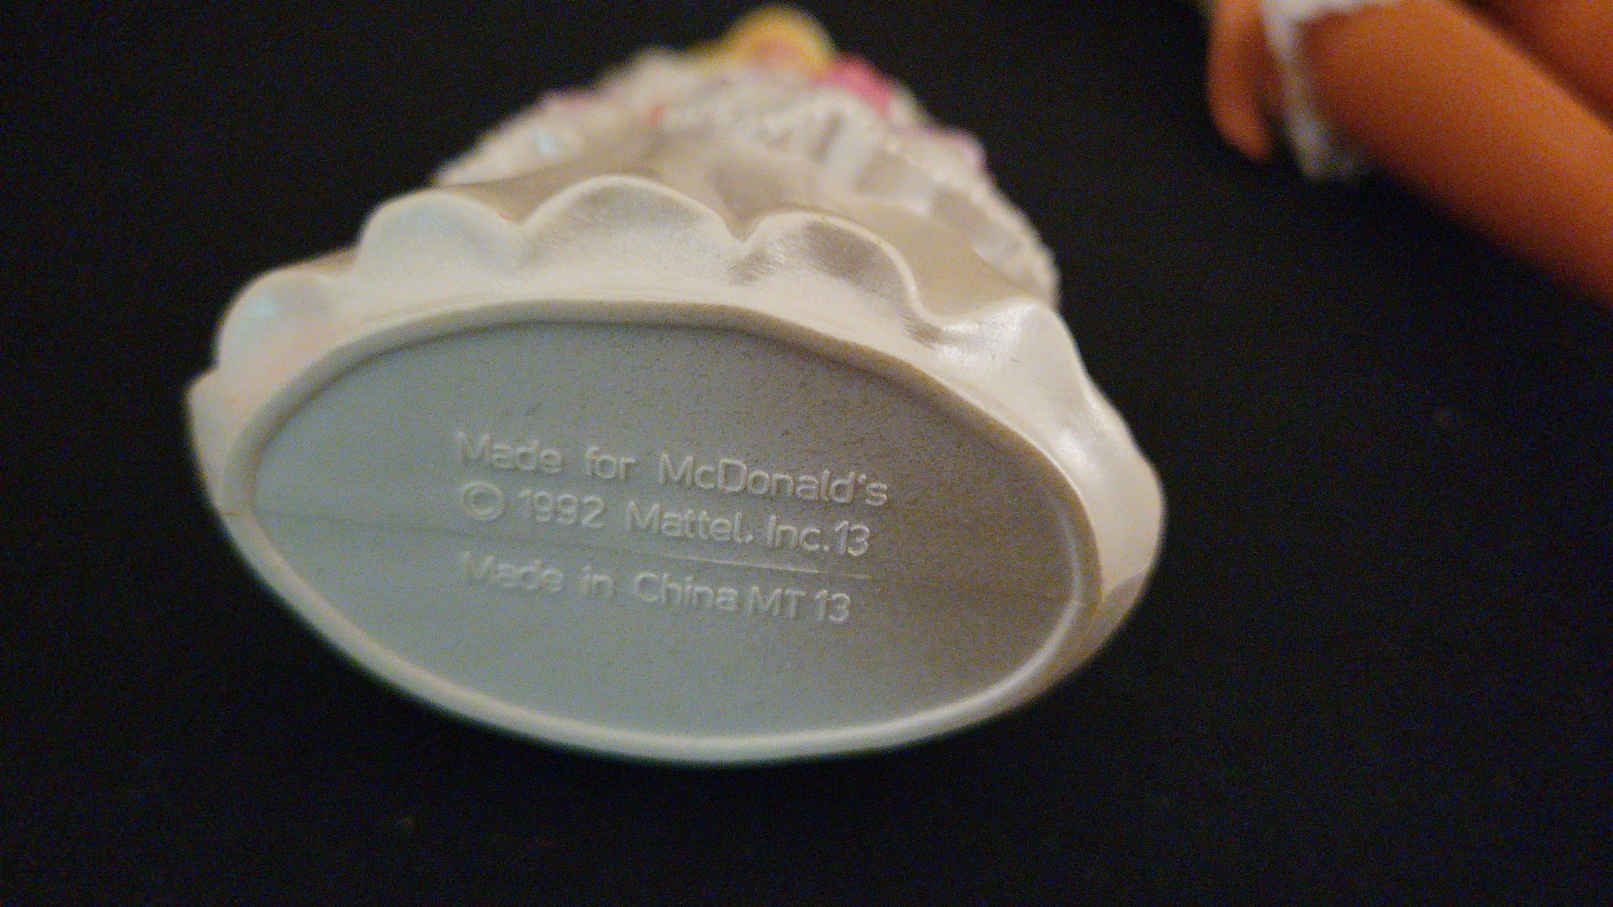 Made for McDonald's
© 1992 Mattel, Inc.13
Made in China MT 13